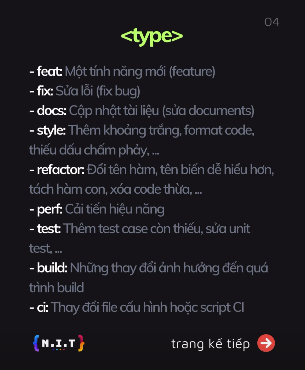 04
<type>
- feat: Một tính năng mới (feature)
- fix: Sửa lỗi (fix bug)
- docs: Cập nhật tài liệu (sửa documents)
- style: Thêm khoảng trắng, format code,
thiếu dấu chấm phảy, ...
- refactor: Đổi tên hàm, tên biến dễ hiểu hơn,
tách hàm con, xóa code thừa, ...
- perf: Cải tiến hiệu năng
- test: Thêm test case còn thiếu, sửa unit
test, ...
- build: Những thay đổi ảnh hưởng đến quá
trình build
- ci: Thay đổi file cấu hình hoặc script CI
{M.I.T}
trang kế tiếp